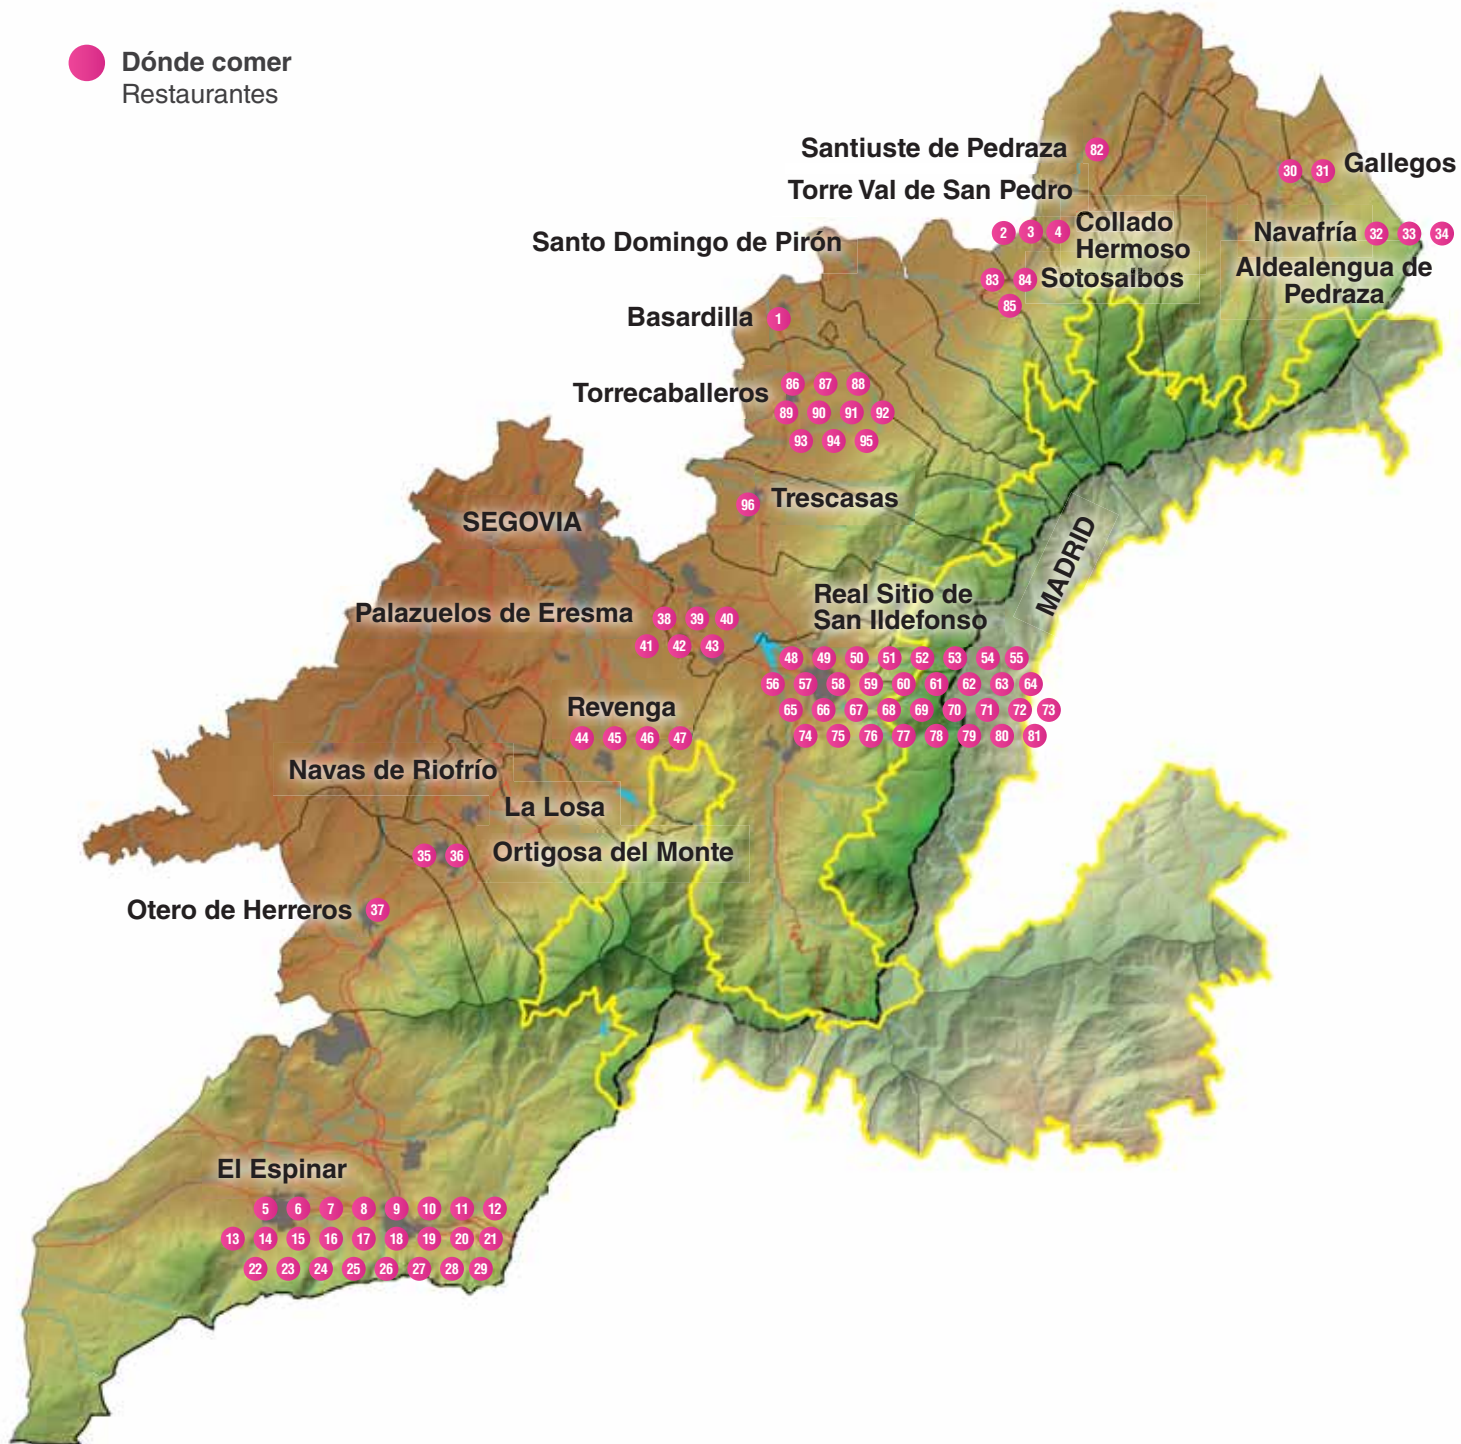 Dónde comer
Restaurantes
Santiuste de Pedraza 82
30 31 Gallegos
Torre Val de San Pedro
2 3 4 Collado
Hermoso
Navafría 32 33 34
Santo Domingo de Pirón
83 84 Sotosalbos
85
Aldealengua de
Pedraza
Basardilla 1
Torrecaballeros
86 87 88
89 90 91 92
93 94 95
96 Trescasas
SEGOVIA
MADRID
Palazuelos de Eresma 38 39 40
41 42 43
Real Sitio de
San Ildefonso
48 49 50 51 52 53 54 55
56 57 58 59 60 61 62 63 64
65 66 67 68 69 70 71 72 73
74 75 76 77 78 79 80 81
Revenga
44 45 46 47
Navas de Riofrío
La Losa
35 36 Ortigosa del Monte
Otero de Herreros 37
El Espinar
5 6 7 8 9 10 11 12
13 14 15 16 17 18 19 20 21
22 23 24 25 26 27 28 29